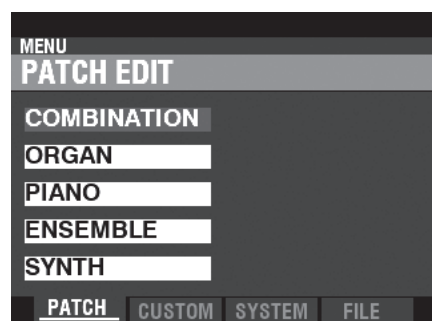 MENU
PATCH EDIT
COMBINATION
ORGAN
PIANO
ENSEMBLE
SYNTH
PATCH CUSTOM SYSTEM FILE